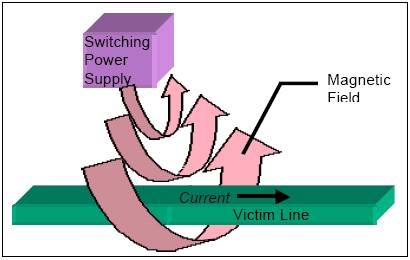 Switching
Power
Supply
Magnetic
Field
Current
Victim Line